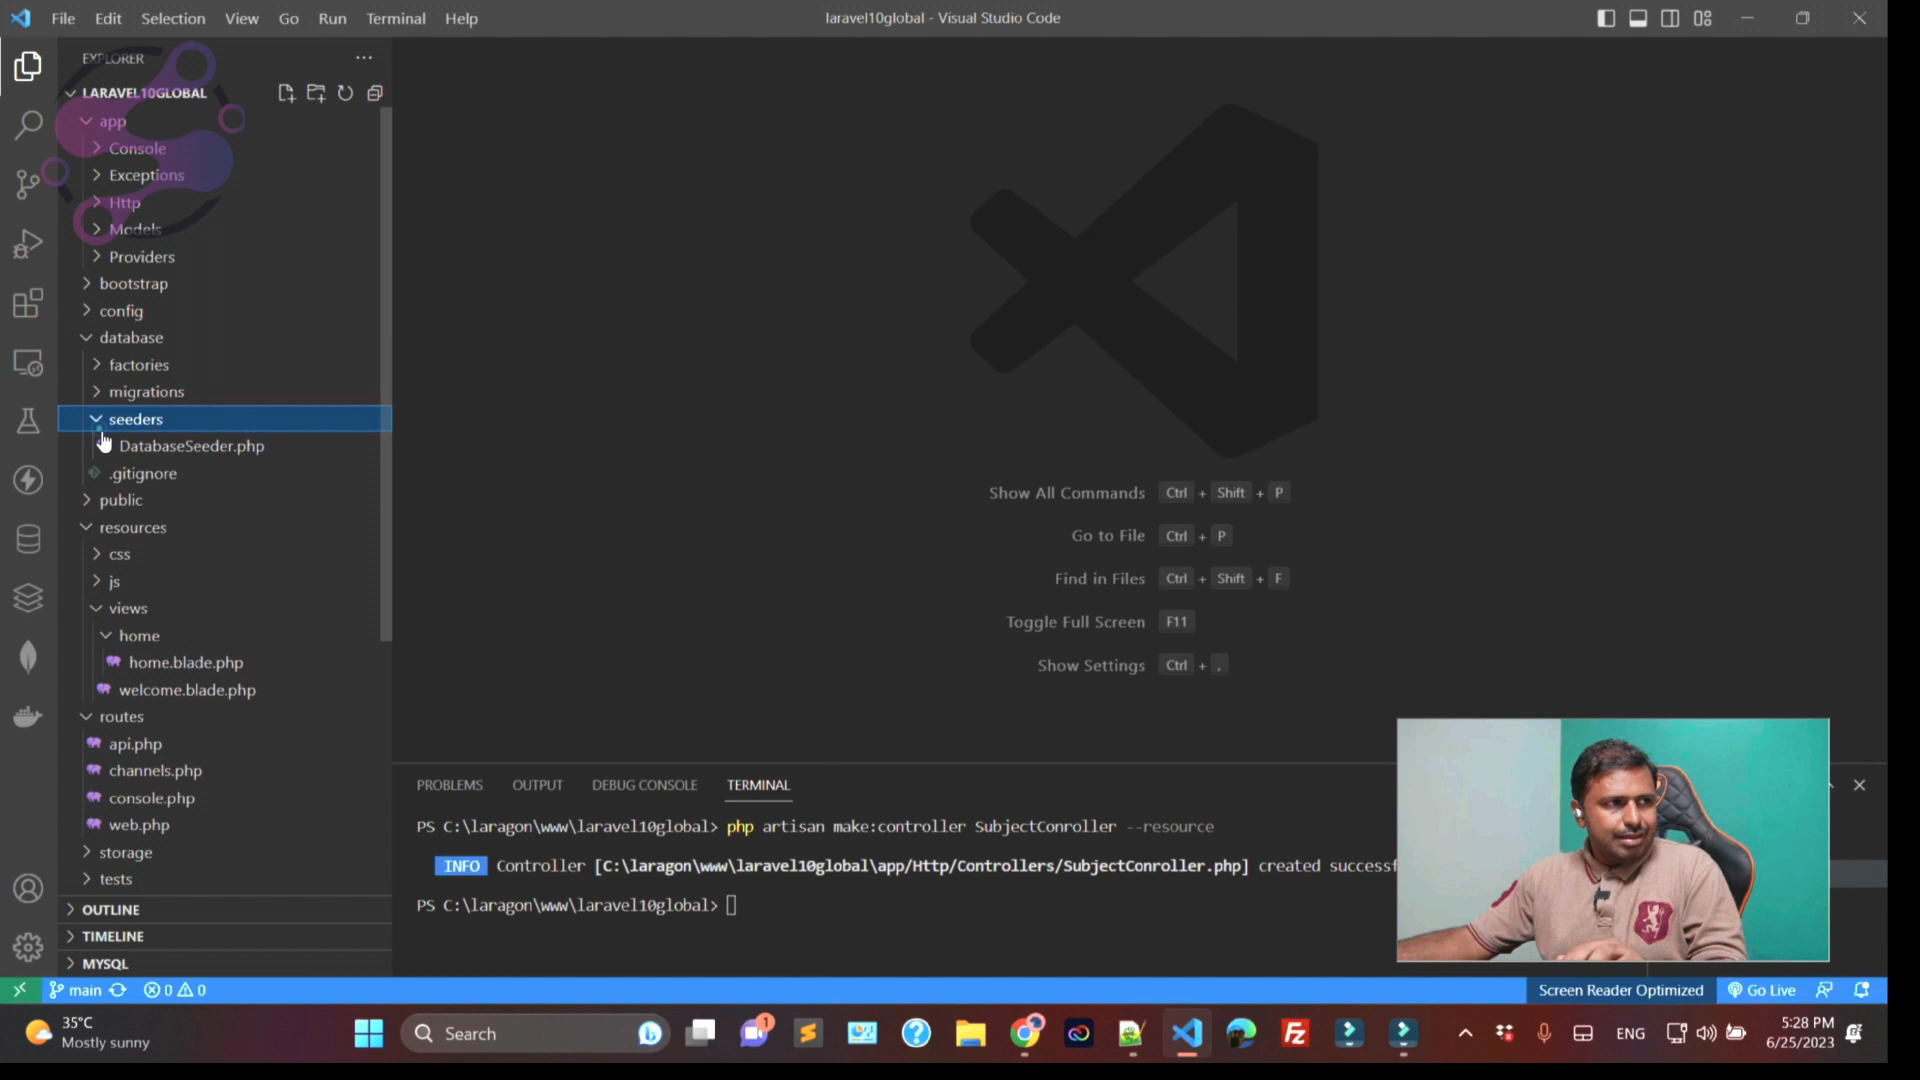 File Edit Selection View Go Run Terminal Help
laravel10global - Visual Studio Code
EXPLORER
LARAVEL10GLOBAL
app
Console
Exceptions
Http
Models
Providers
bootstrap
config
database
factories
migrations
seeders
DatabaseSeeder.php
.gitignore
public
resources
css
js
views
home
home.blade.php
welcome.blade.php
routes
api.php
channels.php
console.php
web.php
storage
tests
OUTLINE
TIMELINE
MYSQL
Show All Commands Ctrl + Shift + P
Go to File Ctrl + P
Find in Files Ctrl + Shift + F
Toggle Full Screen F11
Show Settings Ctrl + ,
PROBLEMS OUTPUT DEBUG CONSOLE TERMINAL
PS C:\laragon\www\laravel10global> php artisan make:controller SubjectConroller --resource
INFO Controller [C:\laragon\www\laravel10global\app/Http/Controllers/SubjectConroller.php] created successf
PS C:\laragon\www\laravel10global>
main 0 0
Screen Reader Optimized Go Live
35°C
Mostly sunny
Search
1
ENG
5:28 PM
6/25/2023